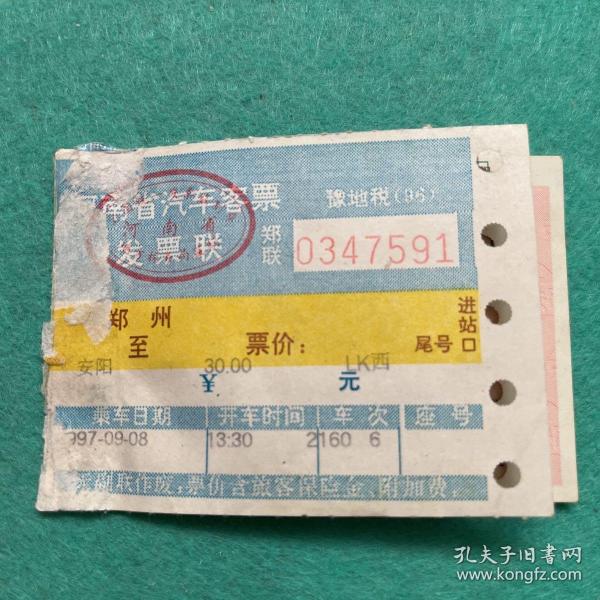 南省汽车客票
豫地税(96)
河南省
发票联
郑联
0347591
郑州
至
票价:
进站口
尾号
安阳
30.00
LK西
¥
元
乘车日期 开车时间 车次 座号
997-09-08 13:30 2160 6
联作废,票价含旅客保险金、附加费。
孔夫子旧书网
www.kongfz.com